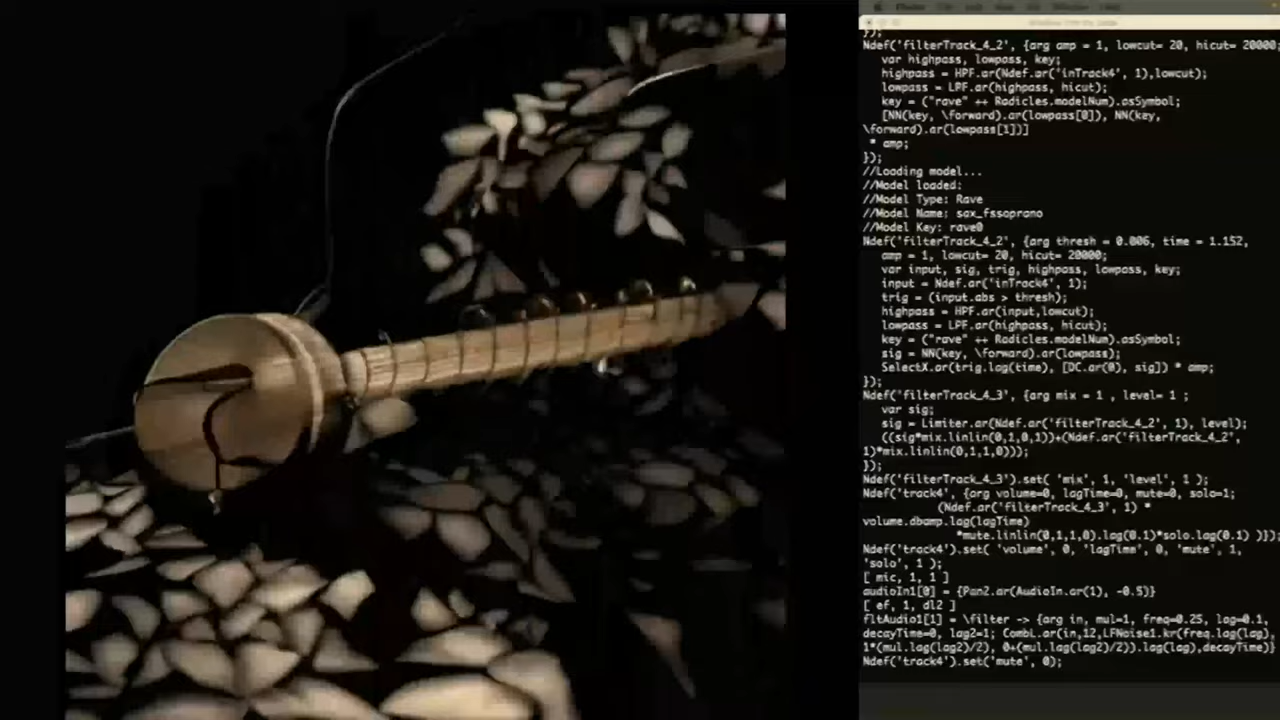 });
Ndef('filterTrack_4_2', {arg amp = 1, lowcut= 20, hicut= 20000;
var highpass, lowpass, key;
highpass = HPF.ar(Ndef.ar('inTrack4', 1),lowcut);
lowpass = LPF.ar(highpass, hicut);
key = ("rave" ++ Radicles.modelNum).asSymbol;
[NN(key, \forward).ar(lowpass[0]), NN(key,
\forward).ar(lowpass[1])]
* amp;
});
//Loading model...
//Model loaded:
//Model Type: Rave
//Model Name: sax_fssoprano
//Model Key: rave0
Ndef('filterTrack_4_2', {arg thresh = 0.006, time = 1.152,
amp = 1, lowcut= 20, hicut= 20000;
var input, sig, trig, highpass, lowpass, key;
input = Ndef.ar('inTrack4', 1);
trig = (input.abs > thresh);
highpass = HPF.ar(input,lowcut);
lowpass = LPF.ar(highpass, hicut);
key = ("rave" ++ Radicles.modelNum).asSymbol;
sig = NN(key, \forward).ar(lowpass);
SelectX.ar(trig.lag(time), [DC.ar(0), sig]) * amp;
});
Ndef('filterTrack_4_3', {arg mix = 1 , level= 1 ;
var sig;
sig = Limiter.ar(Ndef.ar('filterTrack_4_2', 1), level);
((sig*mix.linlin(0,1,0,1))+(Ndef.ar('filterTrack_4_2',
1)*mix.linlin(0,1,1,0)));
});
Ndef('filterTrack_4_3').set( 'mix', 1, 'level', 1 );
Ndef('track4', {arg volume=0, lagTime=0, mute=0, solo=1;
(Ndef.ar('filterTrack_4_3', 1) *
volume.dbamp.lag(lagTime)
*mute.linlin(0,1,1,0).lag(0.1)*solo.lag(0.1) )});
Ndef('track4').set( 'volume', 0, 'lagTime', 0, 'mute', 1,
'solo', 1 );
[ mic, 1, 1 ]
audioIn1[0] = {Pan2.ar(AudioIn.ar(1), -0.5)}
[ ef, 1, dl2 ]
fltAudio1[1] = \filter -> {arg in, mul=1, freq=0.25, lag=0.1,
decayTime=0, lag2=1; CombL.ar(in,12,LFNoise1.kr(freq.lag(lag),
1*(mul.lag(lag2)/2), 0+(mul.lag(lag2)/2)).lag(lag),decayTime)}
Ndef('track4').set('mute', 0);